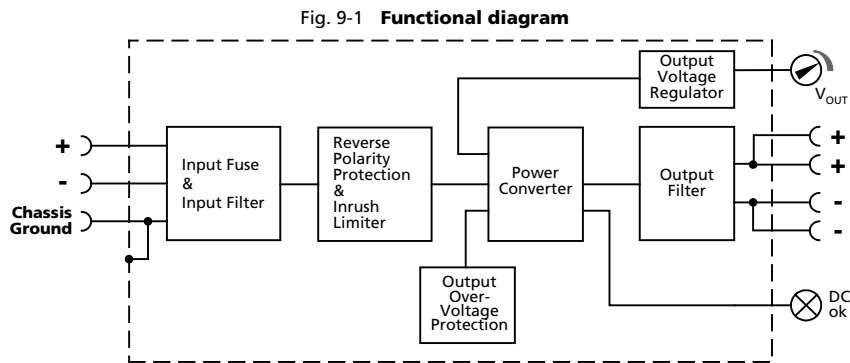 Fig. 9-1 Functional diagram
Output
Voltage
Regulator
V_OUT
+
-
Chassis
Ground
Input Fuse
&
Input Filter
Reverse
Polarity
Protection
&
Inrush
Limiter
Power
Converter
Output
Filter
+
+
-
-
Output
Over-
Voltage
Protection
DC
ok